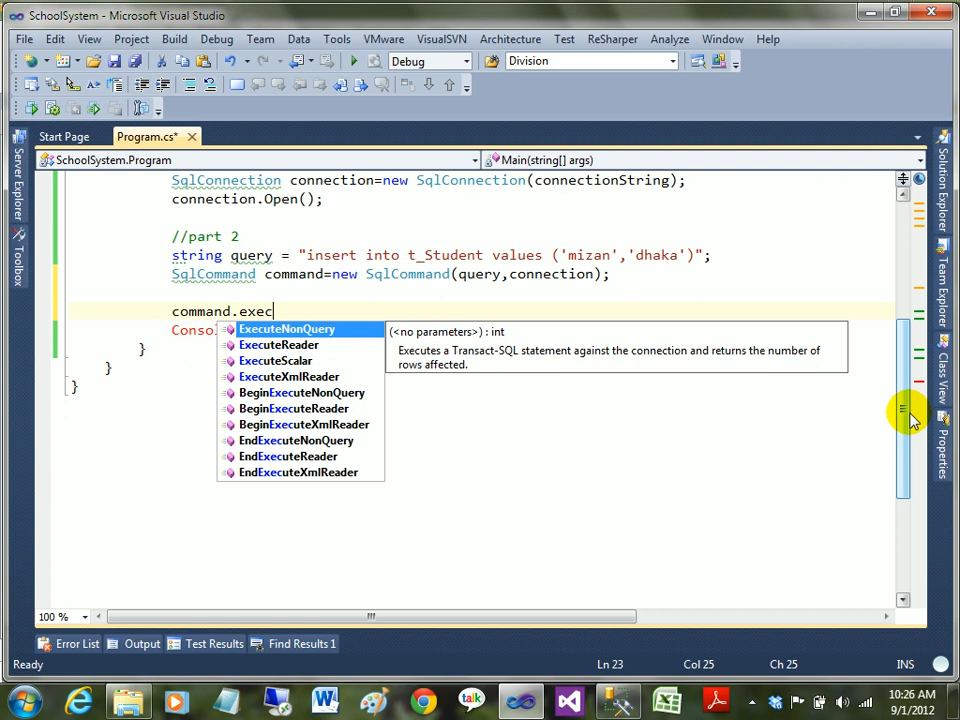 SchoolSystem - Microsoft Visual Studio
File Edit View Project Build Debug Team Data Tools VMware VisualSVN Architecture Test ReSharper Analyze Window Help
Debug Division
Start Page Program.cs*
SchoolSystem.Program Main(string[] args)
SqlConnection connection=new SqlConnection(connectionString);
connection.Open();
//part 2
string query = "insert into t_Student values ('mizan','dhaka')";
SqlCommand command=new SqlCommand(query,connection);
command.exec
Conso
}
}
}
ExecuteNonQuery
ExecuteReader
ExecuteScalar
ExecuteXmlReader
BeginExecuteNonQuery
BeginExecuteReader
BeginExecuteXmlReader
EndExecuteNonQuery
EndExecuteReader
EndExecuteXmlReader
(<no parameters>) : int
Executes a Transact-SQL statement against the connection and returns the number of
rows affected.
Server Explorer
Toolbox
Solution Explorer
Team Explorer
Class View
Properties
100 %
Error List Output Test Results Find Results 1
Ready Ln 23 Col 25 Ch 25 INS
talk
10:26 AM
9/1/2012